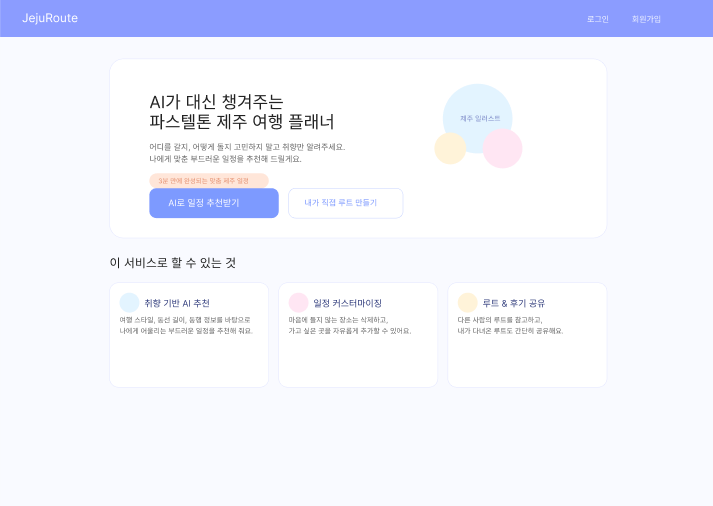 JejuRoute
로그인
회원가입
AI가 대신 챙겨주는
파스텔톤 제주 여행 플래너
어디를 갈지, 어떻게 돌지 고민하지 말고 취향만 알려주세요.
나에게 맞춘 부드러운 일정을 추천해 드릴게요.
제주 일러스트
3분 만에 완성되는 맞춤 제주 일정
AI로 일정 추천받기
내가 직접 루트 만들기
이 서비스로 할 수 있는 것
취향 기반 AI 추천
여행 스타일, 동선 길이, 동행 정보를 바탕으로
나에게 어울리는 부드러운 일정을 추천해 줘요.
일정 커스터마이징
마음에 들지 않는 장소는 삭제하고,
가고 싶은 곳을 자유롭게 추가할 수 있어요.
루트 & 후기 공유
다른 사람의 루트를 참고하고,
내가 다녀온 루트도 간단히 공유해요.